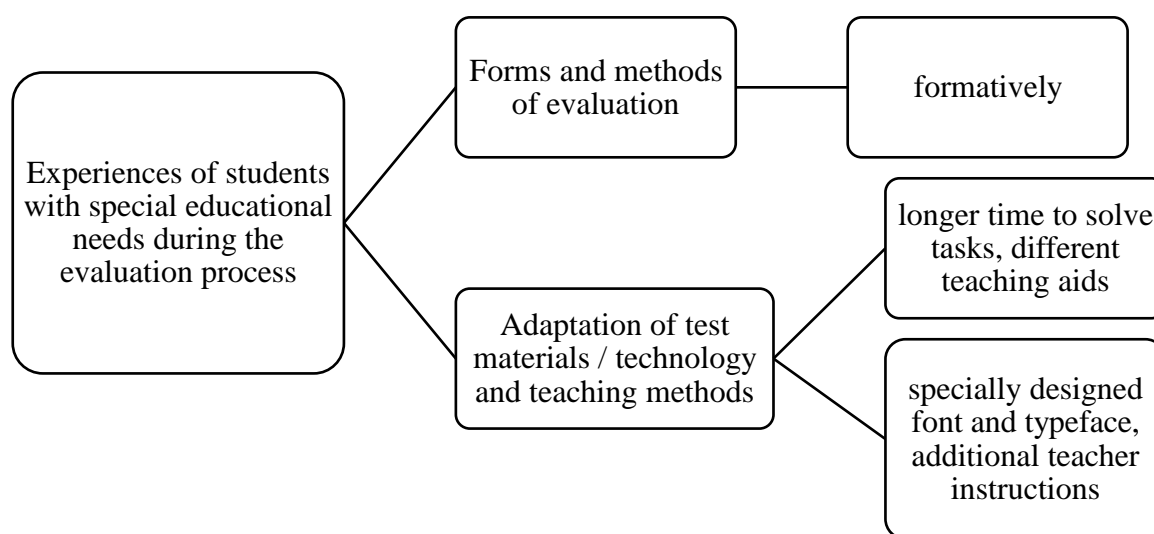 Experiences of students
with special educational
needs during the
evaluation process
Forms and methods
of evaluation
formatively
Adaptation of test
materials / technology
and teaching methods
longer time to solve
tasks, different
teaching aids
specially designed
font and typeface,
additional teacher
instructions